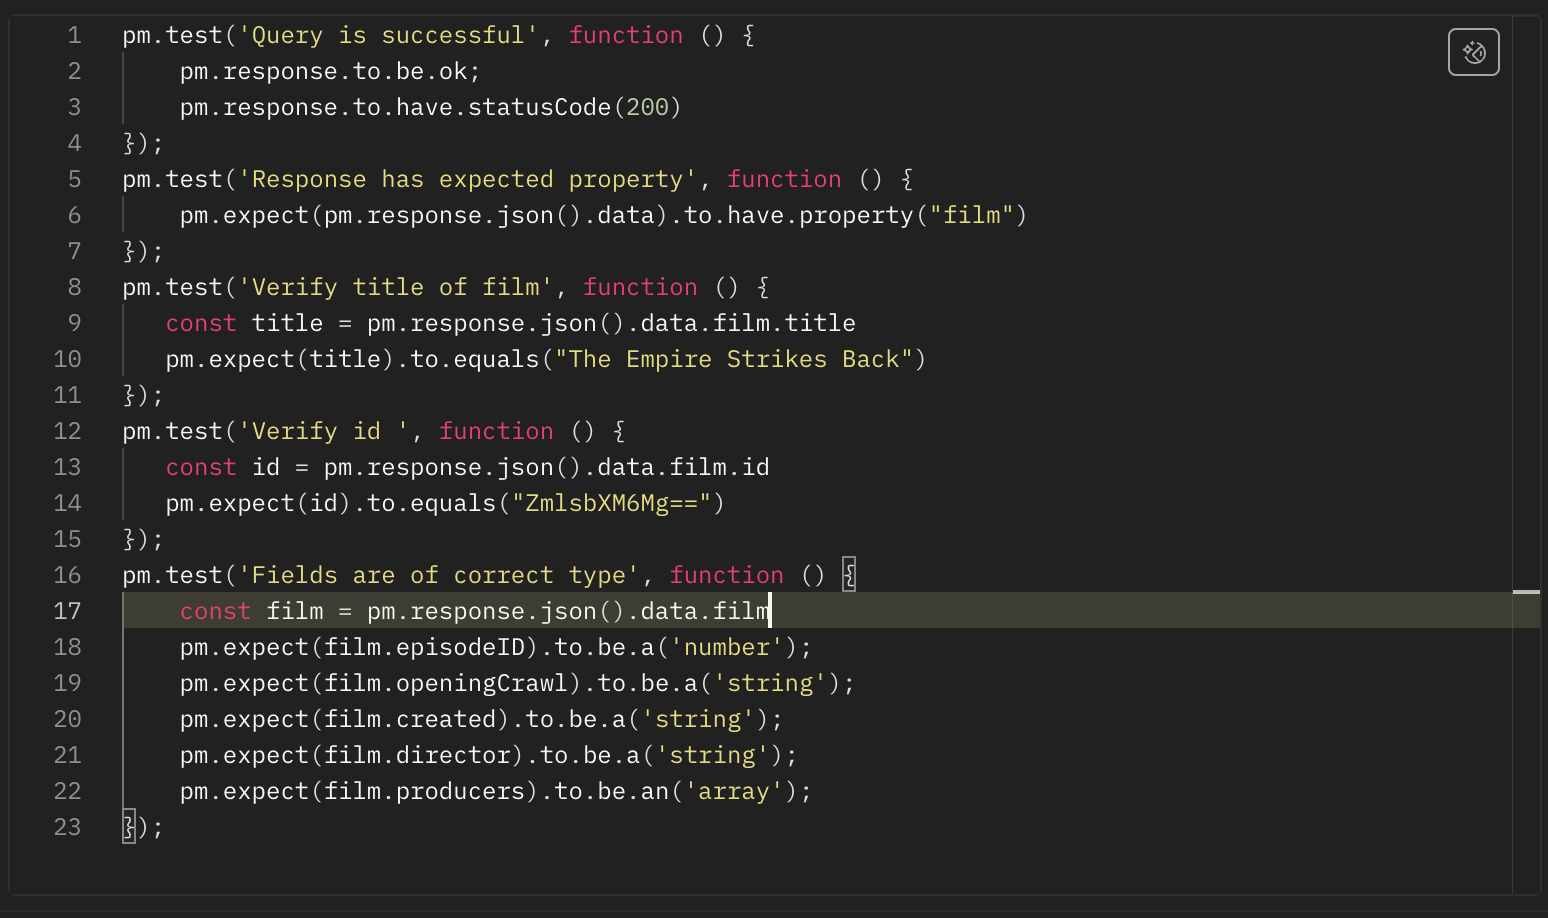 1 pm.test('Query is successful', function () {
2     pm.response.to.be.ok;
3     pm.response.to.have.statusCode(200)
4 });
5 pm.test('Response has expected property', function () {
6     pm.expect(pm.response.json().data).to.have.property("film")
7 });
8 pm.test('Verify title of film', function () {
9    const title = pm.response.json().data.film.title
10    pm.expect(title).to.equals("The Empire Strikes Back")
11 });
12 pm.test('Verify id ', function () {
13    const id = pm.response.json().data.film.id
14    pm.expect(id).to.equals("ZmlsbXM6Mg==")
15 });
16 pm.test('Fields are of correct type', function () {
17     const film = pm.response.json().data.film
18     pm.expect(film.episodeID).to.be.a('number');
19     pm.expect(film.openingCrawl).to.be.a('string');
20     pm.expect(film.created).to.be.a('string');
21     pm.expect(film.director).to.be.a('string');
22     pm.expect(film.producers).to.be.an('array');
23 });